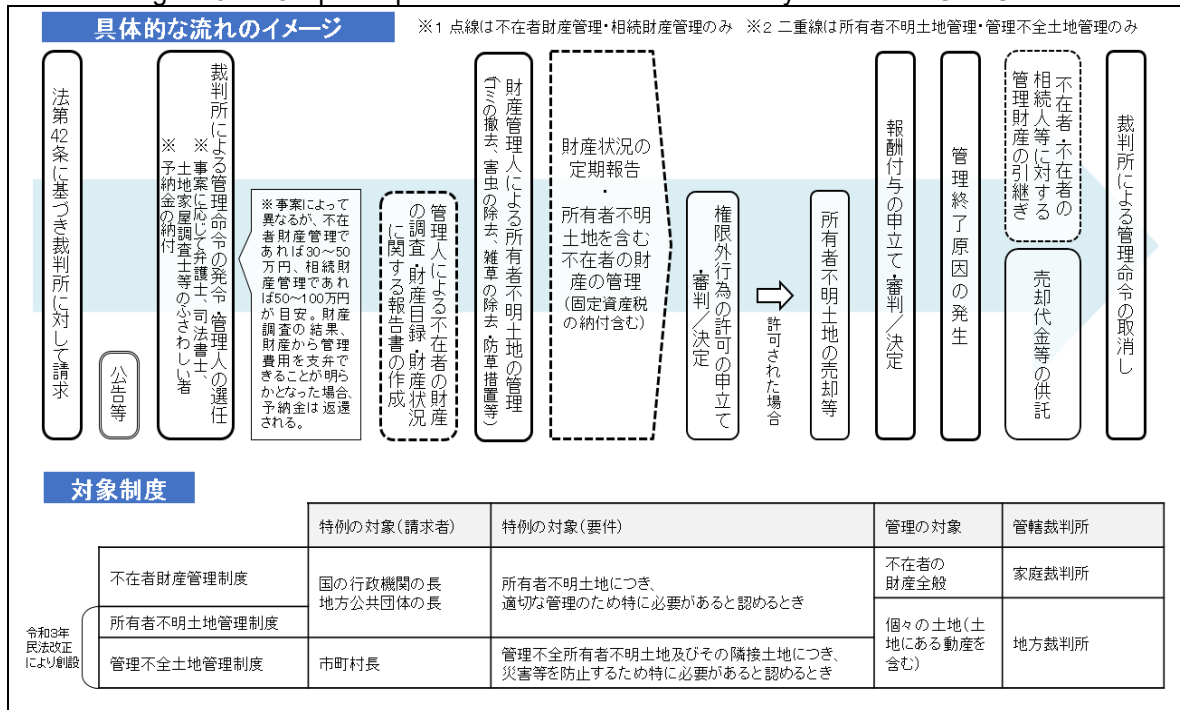 具体的な流れのイメージ
※1 点線は不在者財産管理・相続財産管理のみ ※2 二重線は所有者不明土地管理・管理不全土地管理のみ
法第42条に基づき裁判所に対して請求
公告等
裁判所による管理命令の発令・管理人の選任
※ 事案に応じて弁護士、司法書士、
土地家屋調査士等のふさわしい者
※ 予納金の納付
※事案によって
異なるが、不在
者財産管理で
あれば30～50
万円、相続財
産管理であれ
ば50～100万円
が目安。財産
調査の結果、
財産から管理
費用を支弁で
きることが明ら
かとなった場合、
予納金は返還
される。
管理人による不在者の財産
の調査・財産目録・財産状況
に関する報告書の作成
財産管理人による所有者不明土地の管理
(ゴミの撤去、害虫の除去、雑草の除去・防草措置等)
財産状況の
定期報告
・
所有者不明
土地を含む
不在者の財
産の管理
(固定資産税
の納付含む)
権限外行為の許可の申立て
・審判／決定
許可された場合
所有者不明土地の売却等
報酬付与の申立て・審判／決定
管理終了原因の発生
不在者・不在者の
相続人等に対する
管理財産の引継ぎ
売却代金等の供託
裁判所による管理命令の取消し
対象制度
特例の対象(請求者) 特例の対象(要件) 管理の対象 管轄裁判所
不在者財産管理制度
国の行政機関の長
地方公共団体の長
所有者不明土地につき、
適切な管理のため特に必要があると認めるとき
不在者の
財産全般
家庭裁判所
令和3年
民法改正
により創設
所有者不明土地管理制度
個々の土地(土
地にある動産を
含む)
地方裁判所
管理不全土地管理制度
市町村長
管理不全所有者不明土地及びその隣接土地につき、
災害等を防止するため特に必要があると認めるとき